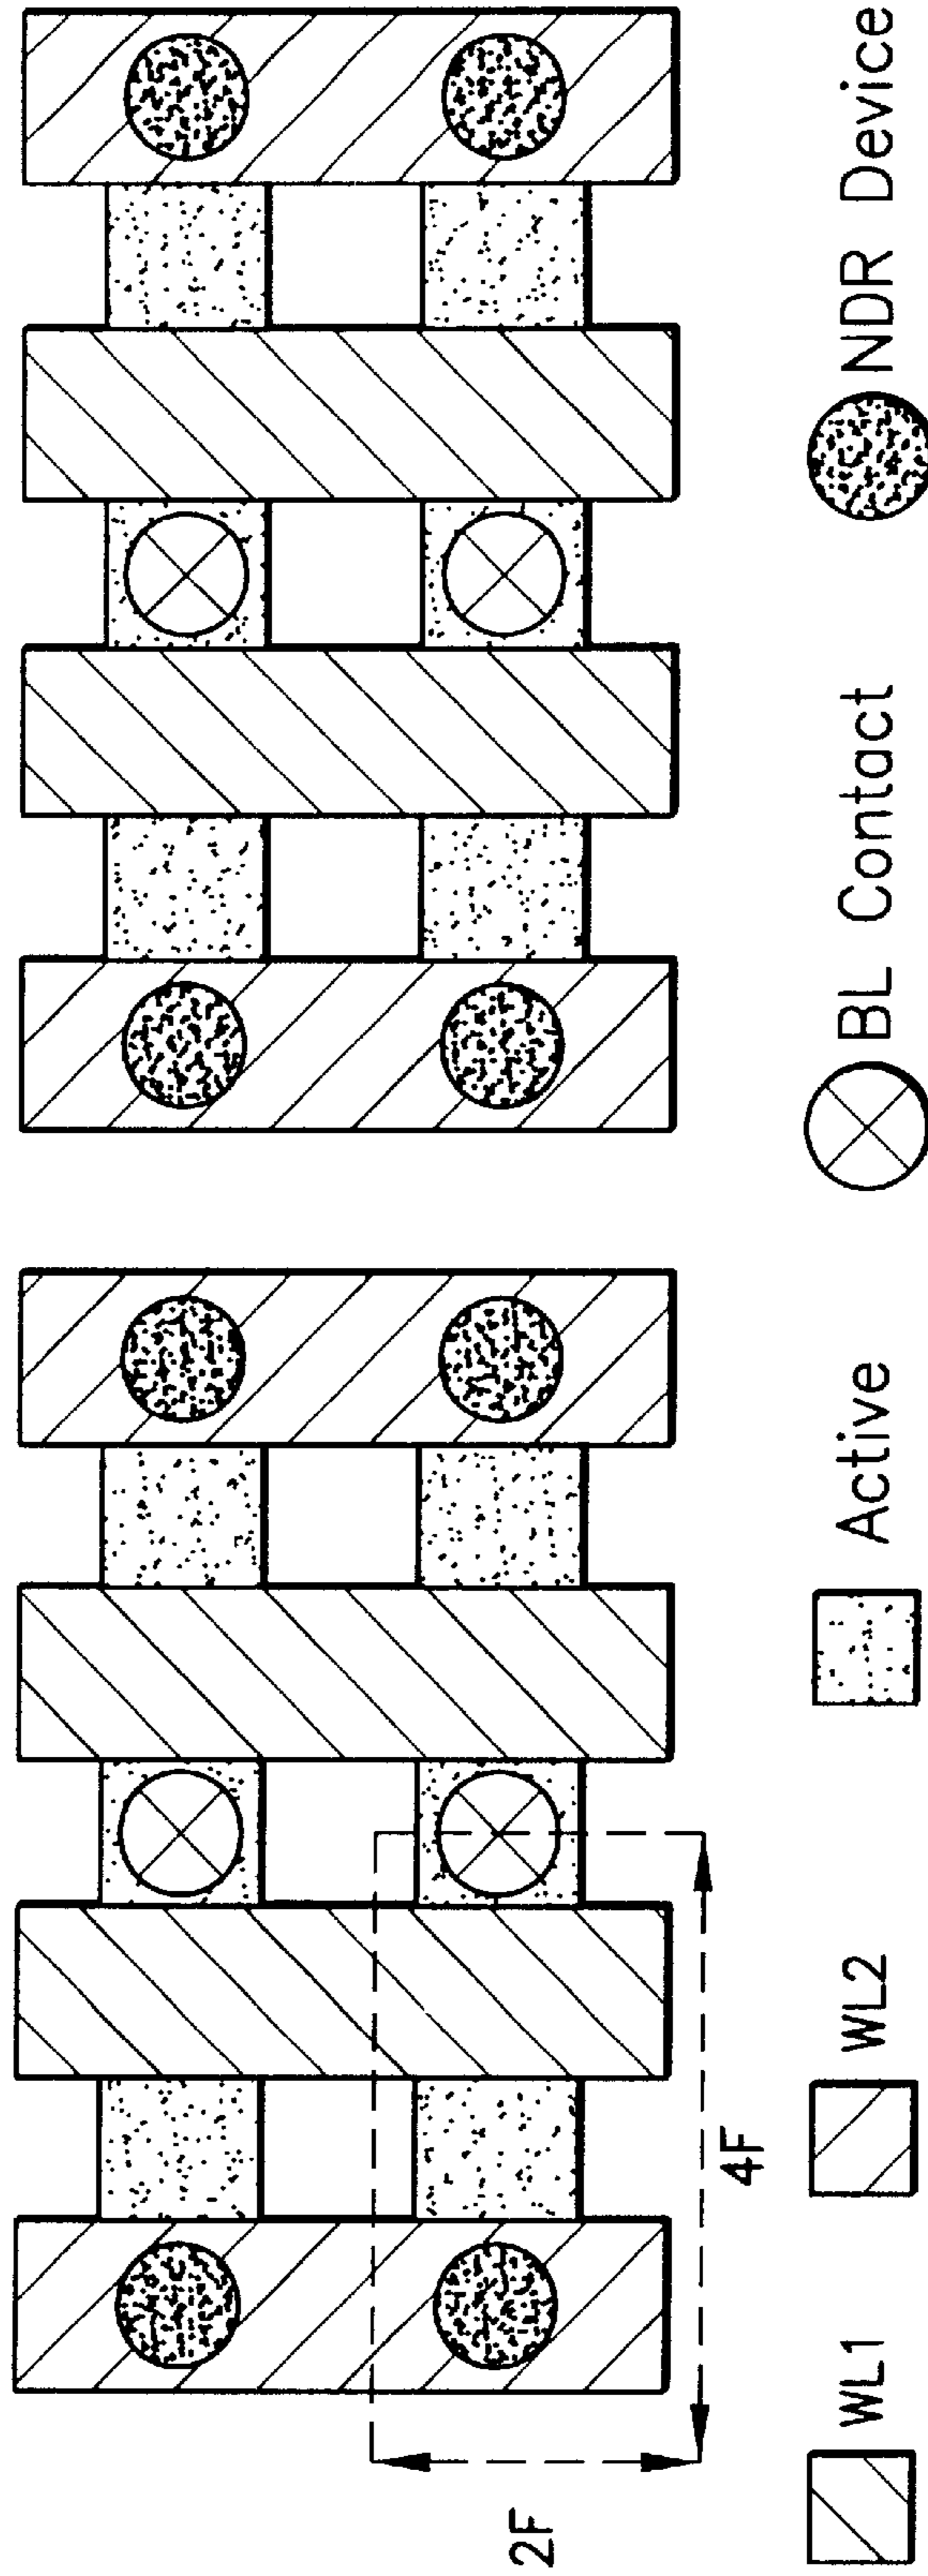 2F
4F
WL1
WL2
Active
BL Contact
NDR Device